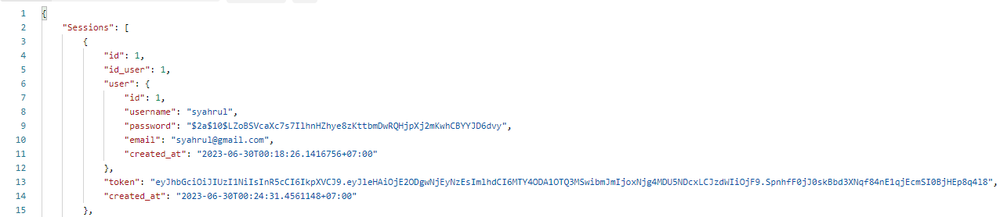 1 {
2 "Sessions": [
3 {
4 "id": 1,
5 "id_user": 1,
6 "user": {
7 "id": 1,
8 "username": "syahrul",
9 "password": "$2a$10$LZoBSVcaXc7s7IlhnHZhye8zKttbmDwRQHjpXj2mKwhCBYYJD6dvy",
10 "email": "syahrul@gmail.com",
11 "created_at": "2023-06-30T00:18:26.1416756+07:00"
12 },
13 "token": "eyJhbGciOiJIUzI1NiIsInR5cCI6IkpXVCJ9.eyJleHAiOjE2ODgwNjEyNzEsImlhdCI6MTY4ODA1OTQ3MSwibmJmIjoxNjg4MDU5NDcxLCJzdWIiOjF9.SpnhfF0jJ0skBbd3XNqf84nE1qjEcmSI0BjHEp8q4l8",
14 "created_at": "2023-06-30T00:24:31.4561148+07:00"
15 },